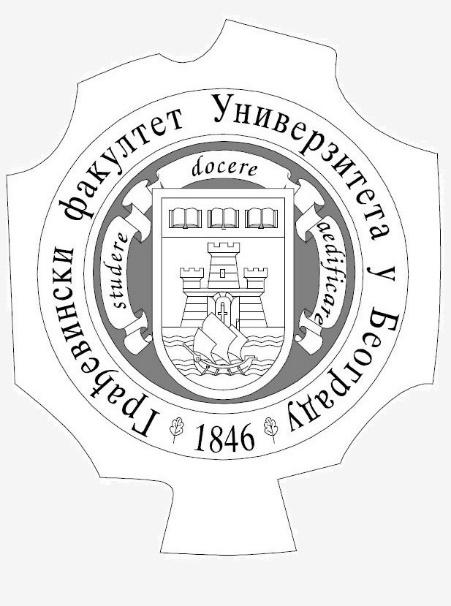 Грађевински факултет Универзитета у Београду
studere
docere
aedificare
1846